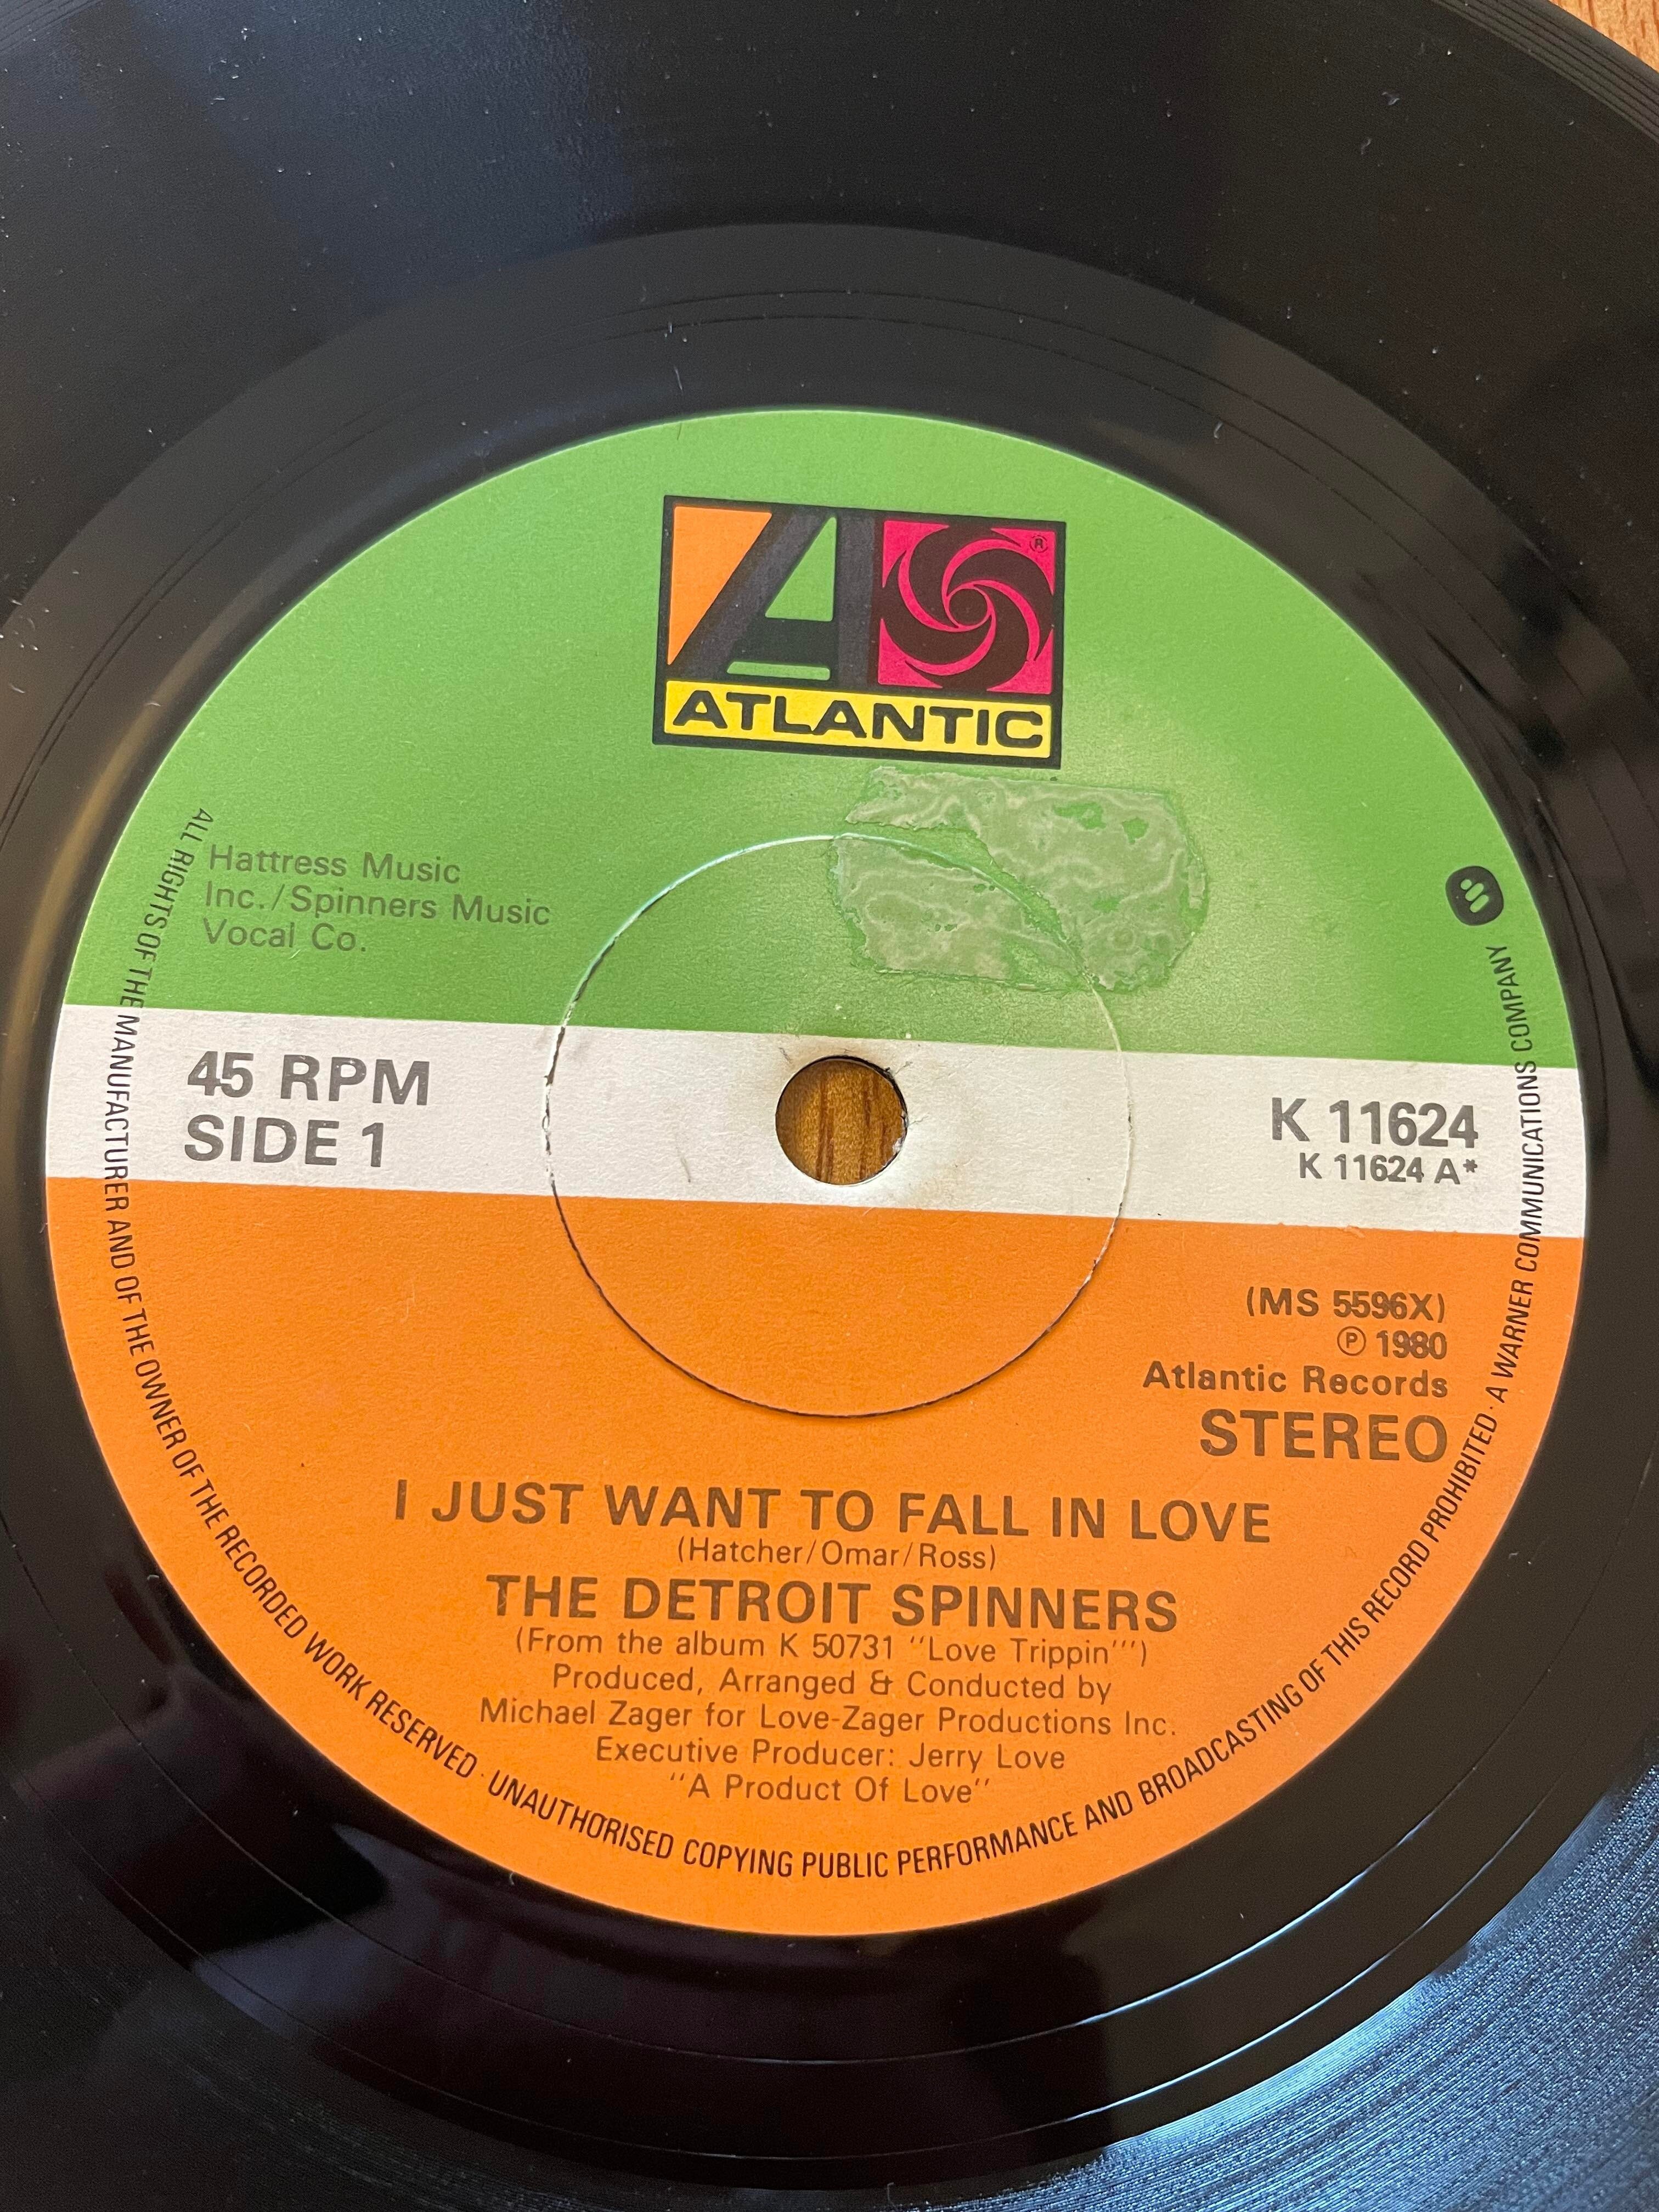 ATLANTIC
®
Hattress Music
Inc./Spinners Music
Vocal Co.
45 RPM
SIDE 1
K 11624
K 11624 A*
(MS 5596X)
℗ 1980
Atlantic Records
STEREO
I JUST WANT TO FALL IN LOVE
(Hatcher/Omar/Ross)
THE DETROIT SPINNERS
(From the album K 50731 "Love Trippin'")
Produced, Arranged & Conducted by
Michael Zager for Love-Zager Productions Inc.
Executive Producer: Jerry Love
"A Product Of Love"
ALL RIGHTS OF THE MANUFACTURER AND OF THE OWNER OF THE RECORDED WORK RESERVED · UNAUTHORISED COPYING PUBLIC PERFORMANCE AND BROADCASTING OF THIS RECORD PROHIBITED · A WARNER COMMUNICATIONS COMPANY